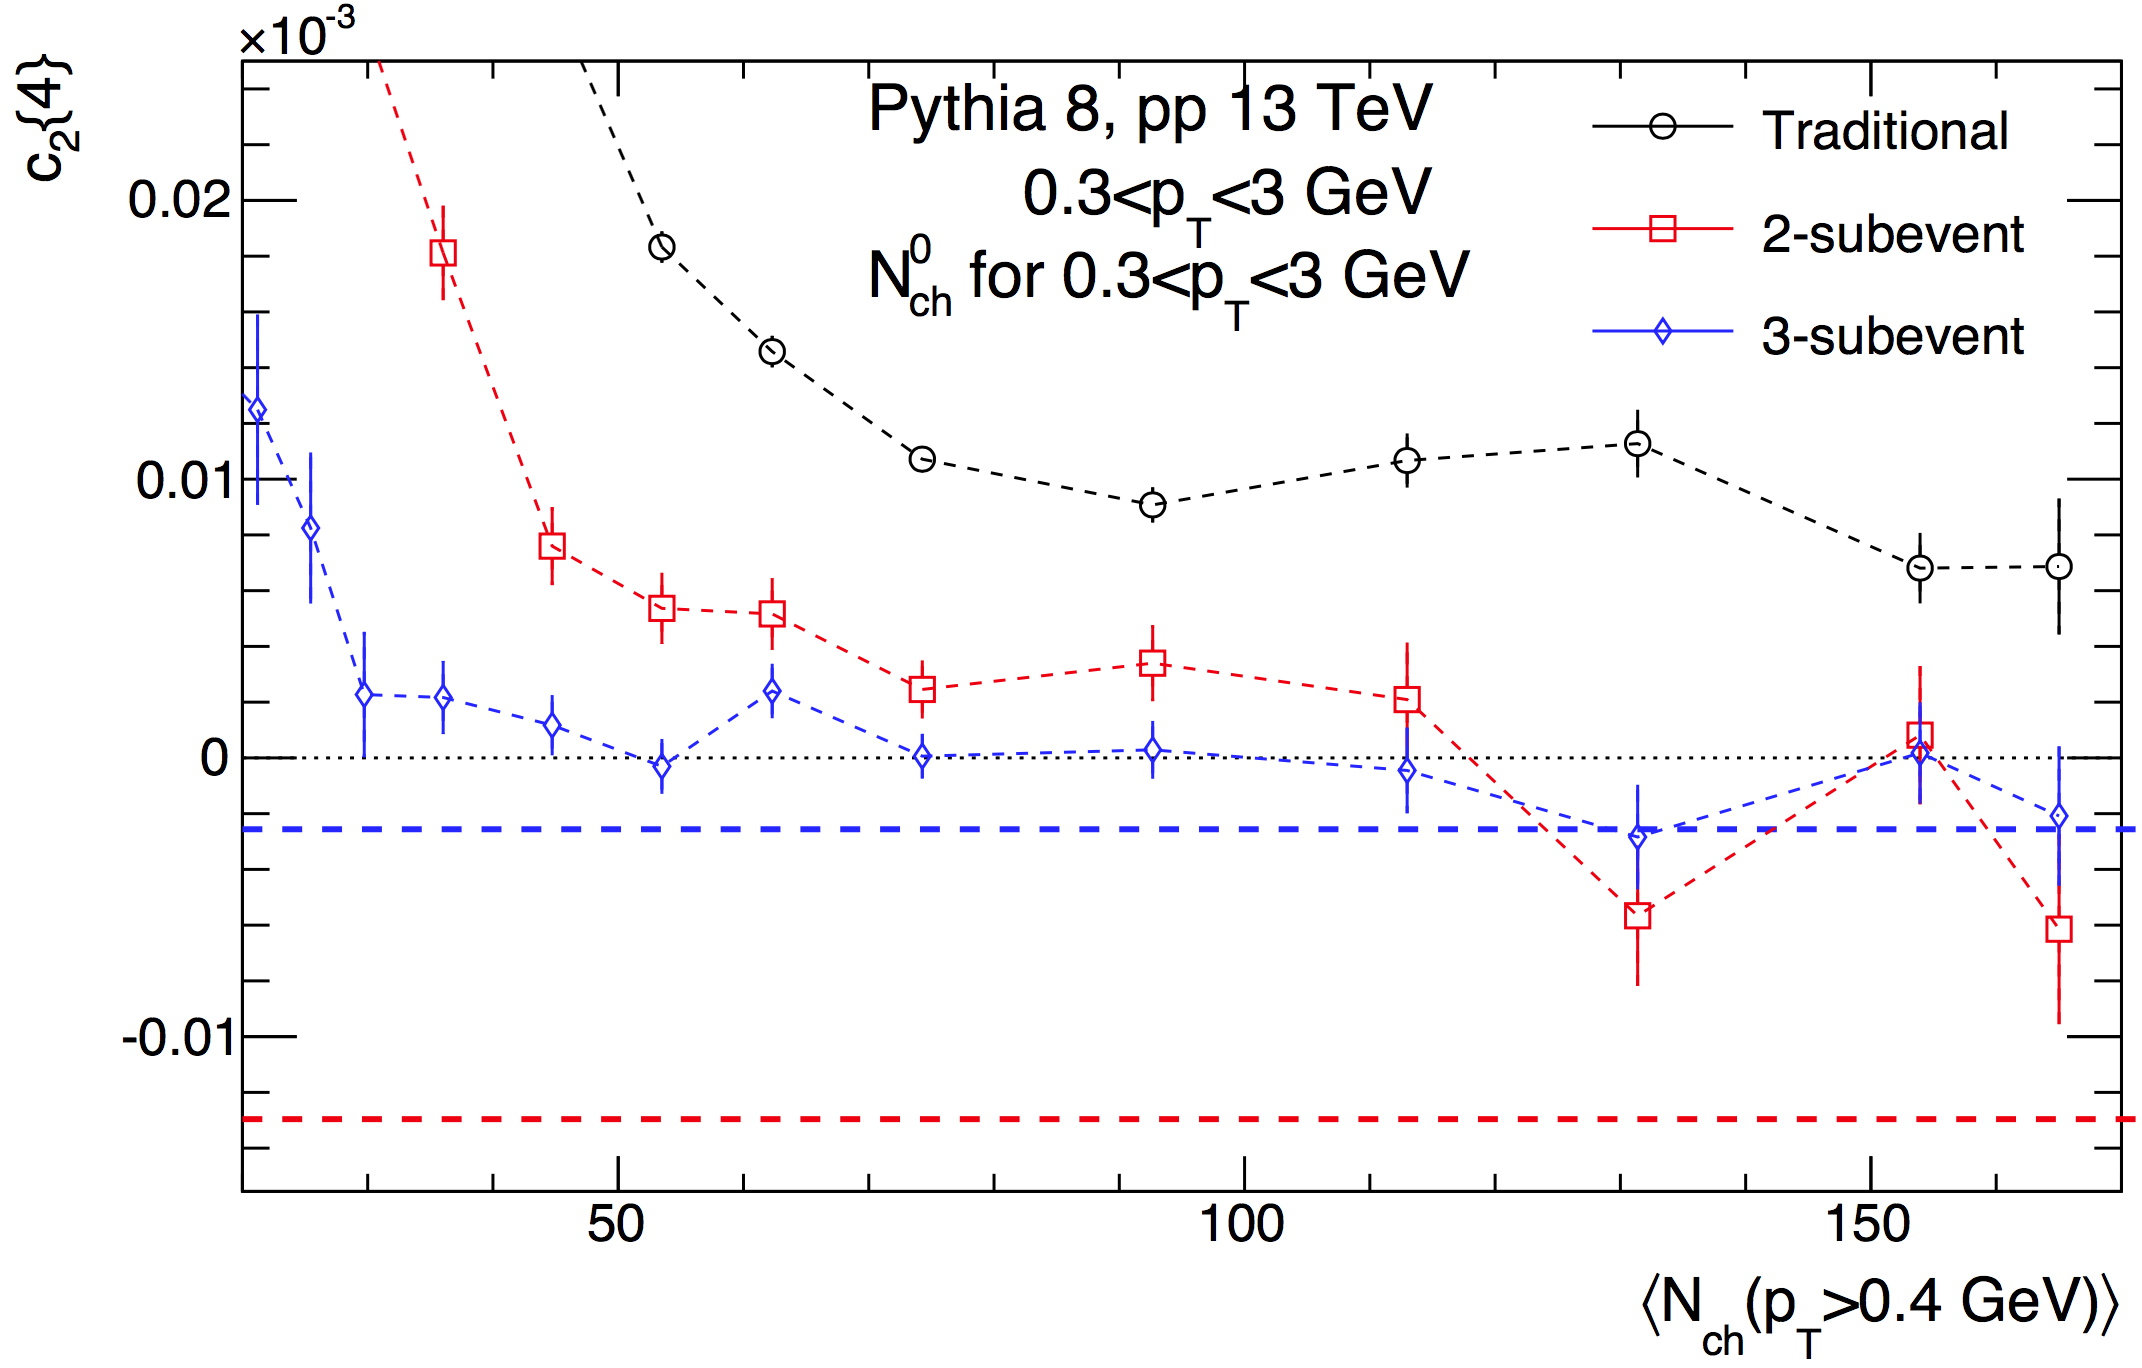 ×10⁻³
c₂{4}
Pythia 8, pp 13 TeV
0.3<p_T<3 GeV
N⁰_ch for 0.3<p_T<3 GeV
Traditional
2-subevent
3-subevent
0.02
0.01
0
-0.01
50
100
150
⟨N_ch(p_T>0.4 GeV)⟩